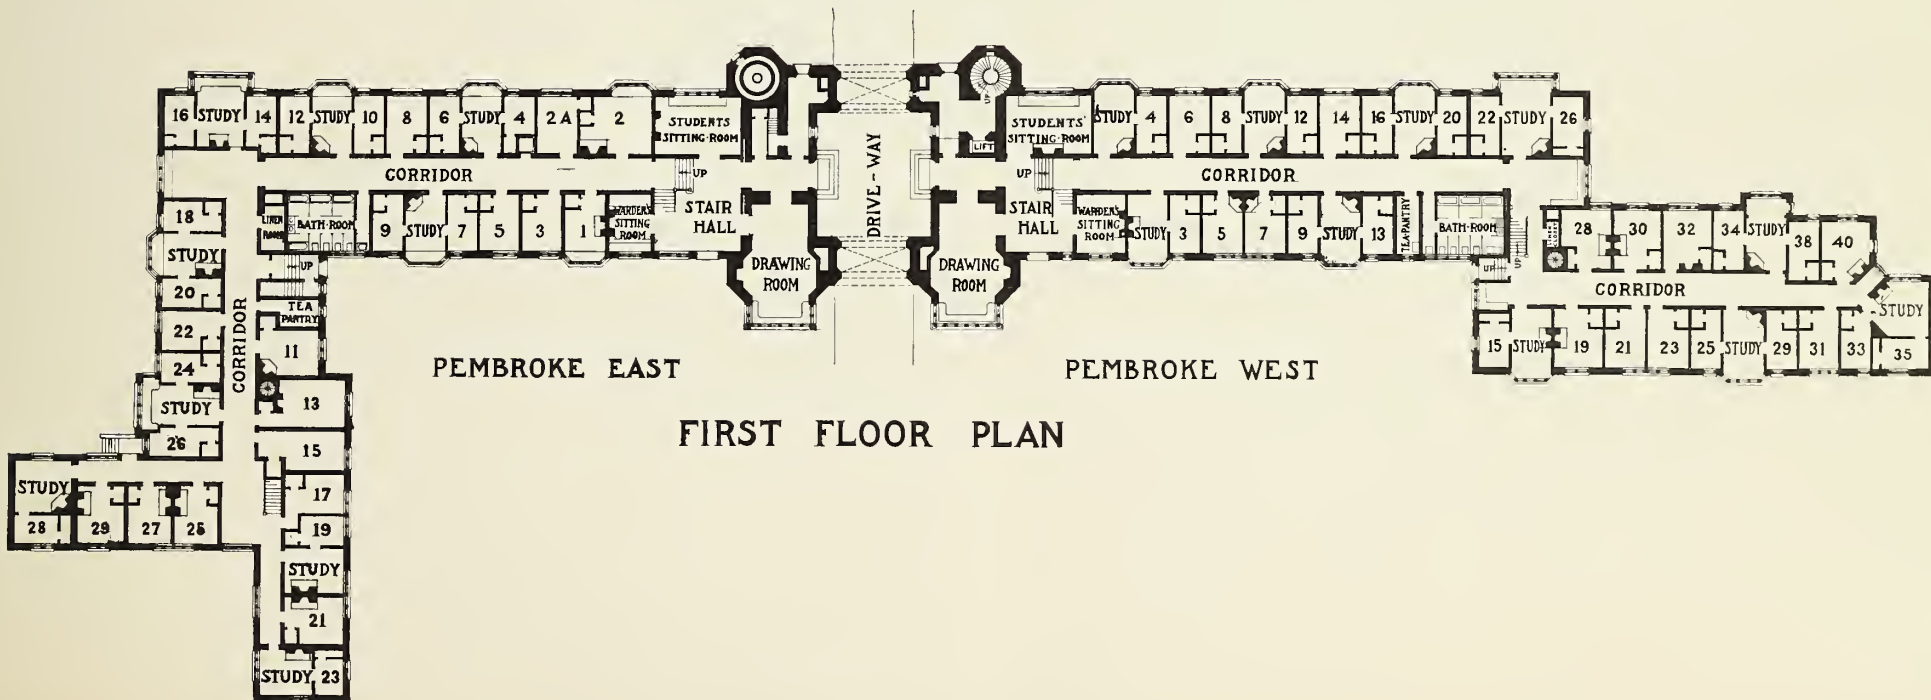 16 STUDY 14 12 STUDY 10 8 6 STUDY 4 2A 2
STUDENTS
SITTING-ROOM
UP
CORRIDOR
LINEN
ROOM
BATH-ROOM
9 STUDY 7 5 3 1
WARDEN'S
SITTING
ROOM
STAIR
HALL
DRAWING
ROOM
DRIVE-WAY
UP
LIFT
STUDENTS'
SITTING-ROOM
STUDY 4 6 8 STUDY 12 14 16 STUDY 20 22 STUDY 26
UP
CORRIDOR
STAIR
HALL
WARDEN'S
SITTING
ROOM
STUDY 3 5 7 9 STUDY 13
TEA-PANTRY
BATH-ROOM
DRAWING
ROOM
UP
UP
LINEN
CLOSET
28 30 32 34 STUDY 38 40
CORRIDOR
STUDY
15 STUDY 19 21 23 25 STUDY 29 31 33 35
18
STUDY
20
22
24
STUDY
26
CORRIDOR
UP
TEA
PANTRY
11
13
15
17
19
STUDY
21
STUDY 23
STUDY
28 29 27 25
PEMBROKE EAST
PEMBROKE WEST
FIRST FLOOR PLAN